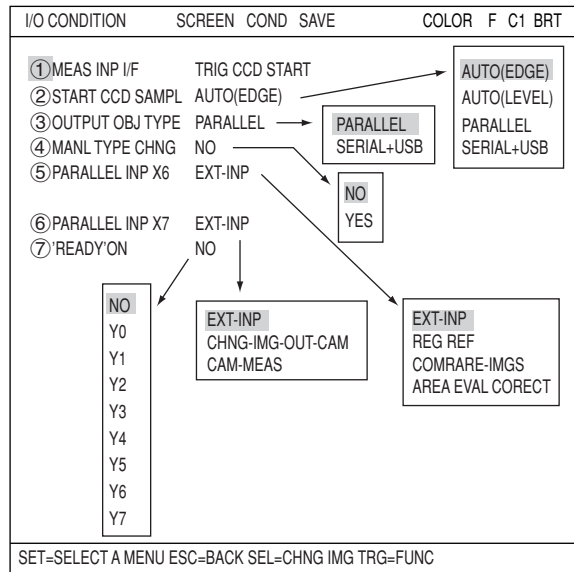 I/O CONDITION SCREEN COND SAVE COLOR F C1 BRT
①MEAS INP I/F TRIG CCD START
②START CCD SAMPL AUTO(EDGE)
③OUTPUT OBJ TYPE PARALLEL
④MANL TYPE CHNG NO
⑤PARALLEL INP X6 EXT-INP
⑥PARALLEL INP X7 EXT-INP
⑦'READY'ON NO
AUTO(EDGE)
AUTO(LEVEL)
PARALLEL
SERIAL+USB
PARALLEL
SERIAL+USB
NO
YES
NO
Y0
Y1
Y2
Y3
Y4
Y5
Y6
Y7
EXT-INP
CHNG-IMG-OUT-CAM
CAM-MEAS
EXT-INP
REG REF
COMRARE-IMGS
AREA EVAL CORECT
SET=SELECT A MENU ESC=BACK SEL=CHNG IMG TRG=FUNC